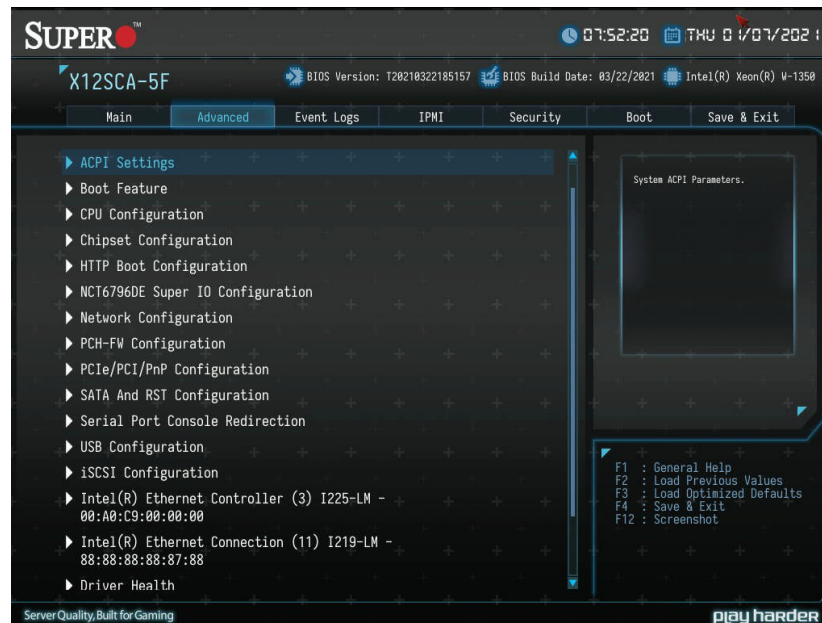 SUPER™
07:52:20 THU 01/07/2021
X12SCA-5F
BIOS Version: T20210322185157 BIOS Build Date: 03/22/2021 Intel(R) Xeon(R) W-1350
Main Advanced Event Logs IPMI Security Boot Save & Exit
ACPI Settings
Boot Feature
CPU Configuration
Chipset Configuration
HTTP Boot Configuration
NCT6796DE Super IO Configuration
Network Configuration
PCH-FW Configuration
PCIe/PCI/PnP Configuration
SATA And RST Configuration
Serial Port Console Redirection
USB Configuration
iSCSI Configuration
Intel(R) Ethernet Controller (3) I225-LM -
00:A0:C9:00:00:00
Intel(R) Ethernet Connection (11) I219-LM -
88:88:88:88:87:88
Driver Health
System ACPI Parameters.
F1 : General Help
F2 : Load Previous Values
F3 : Load Optimized Defaults
F4 : Save & Exit
F12 : Screenshot
Server Quality, Built for Gaming
play harder